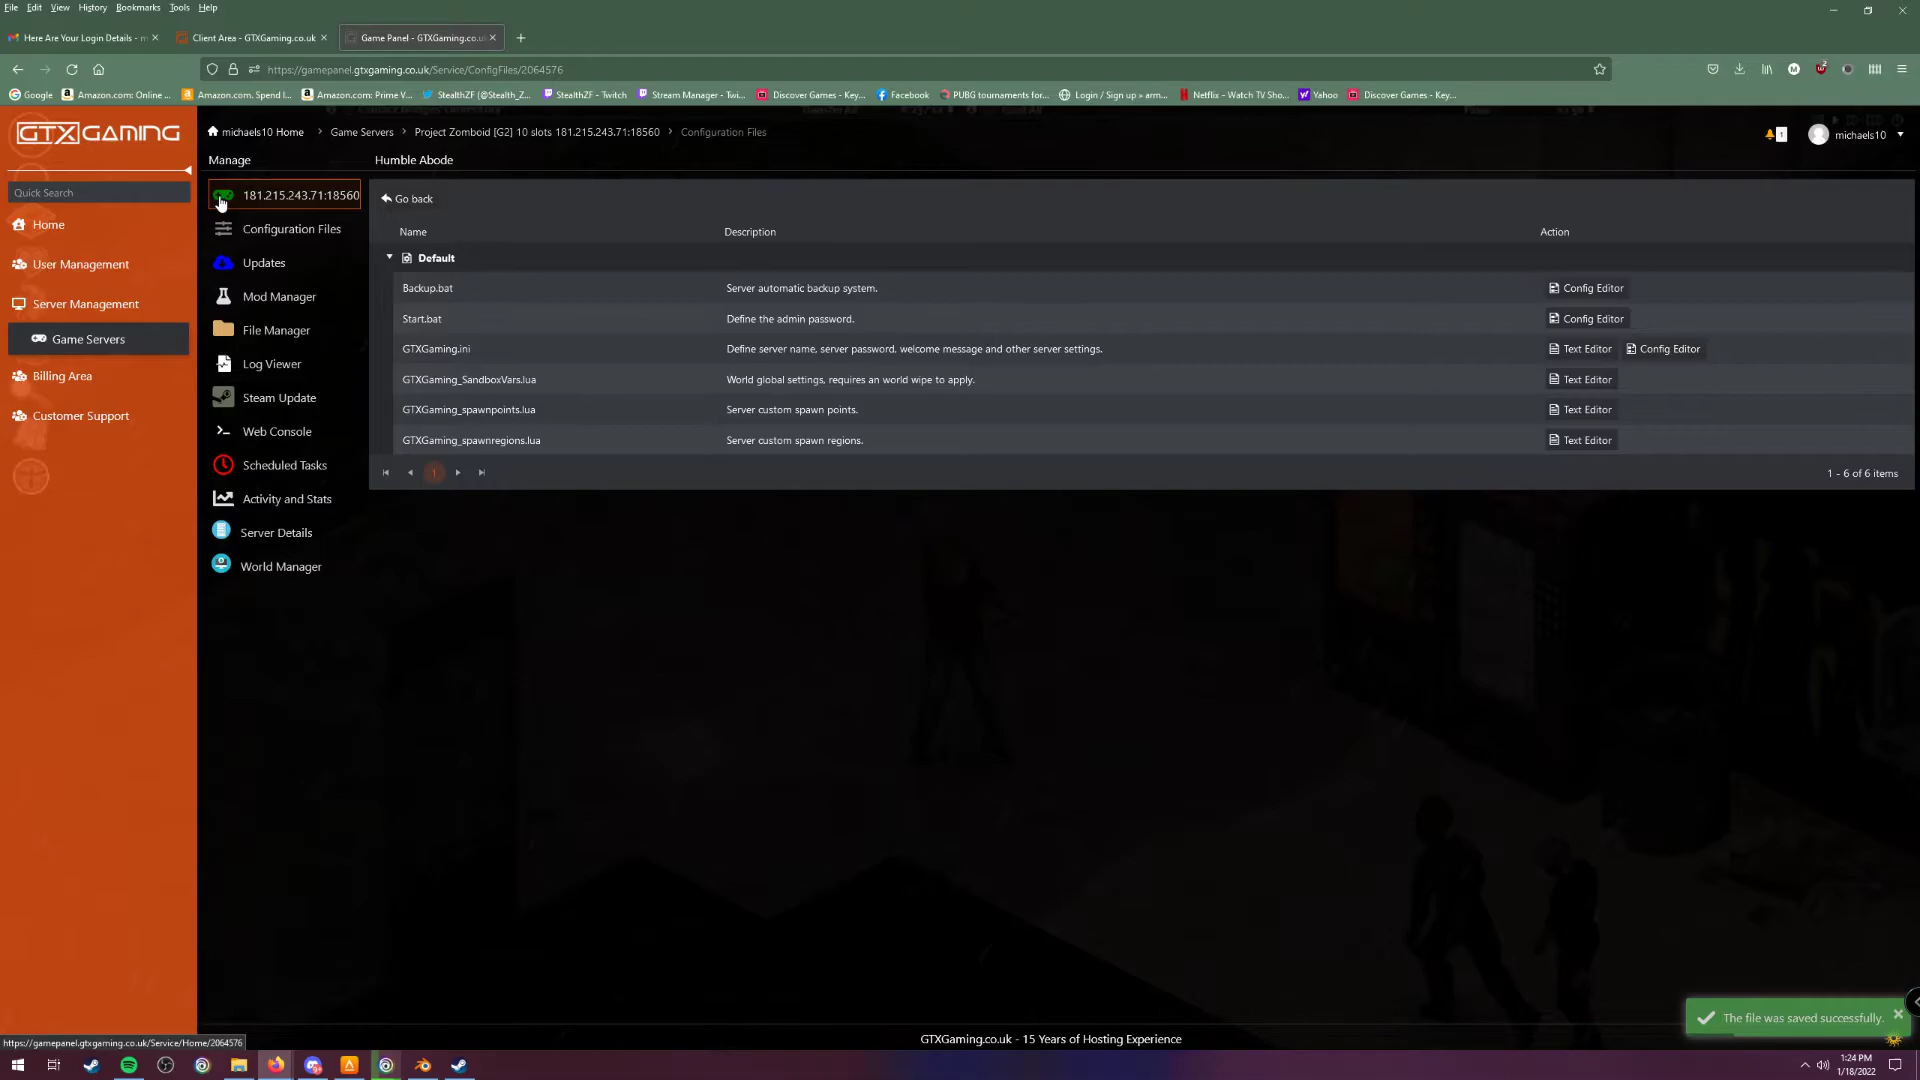 File Edit View History Bookmarks Tools Help
Here Are Your Login Details - m
Client Area - GTXGaming.co.uk
Game Panel - GTXGaming.co.uk
https://gamepanel.gtxgaming.co.uk/Service/ConfigFiles/2064576
Google
Amazon.com: Online ...
Amazon.com. Spend l...
Amazon.com: Prime V...
StealthZF (@Stealth_Z...
StealthZF - Twitch
Stream Manager - Twi...
Discover Games - Key...
Facebook
PUBG tournaments for...
Login / Sign up » arm...
Netflix - Watch TV Sho...
Yahoo
Discover Games - Key...
GTXGAMING
michaels10 Home > Game Servers > Project Zomboid [G2] 10 slots 181.215.243.71:18560 > Configuration Files
1
michaels10
Manage
Humble Abode
Quick Search
Home
User Management
Server Management
Game Servers
Billing Area
Customer Support
181.215.243.71:18560
Configuration Files
Updates
Mod Manager
File Manager
Log Viewer
Steam Update
Web Console
Scheduled Tasks
Activity and Stats
Server Details
World Manager
Go back
Name Description Action
Default
Backup.bat Server automatic backup system. Config Editor
Start.bat Define the admin password. Config Editor
GTXGaming.ini Define server name, server password, welcome message and other server settings. Text Editor Config Editor
GTXGaming_SandboxVars.lua World global settings, requires an world wipe to apply. Text Editor
GTXGaming_spawnpoints.lua Server custom spawn points. Text Editor
GTXGaming_spawnregions.lua Server custom spawn regions. Text Editor
1
1 - 6 of 6 items
The file was saved successfully.
GTXGaming.co.uk - 15 Years of Hosting Experience
https://gamepanel.gtxgaming.co.uk/Service/Home/2064576
1:24 PM
1/18/2022